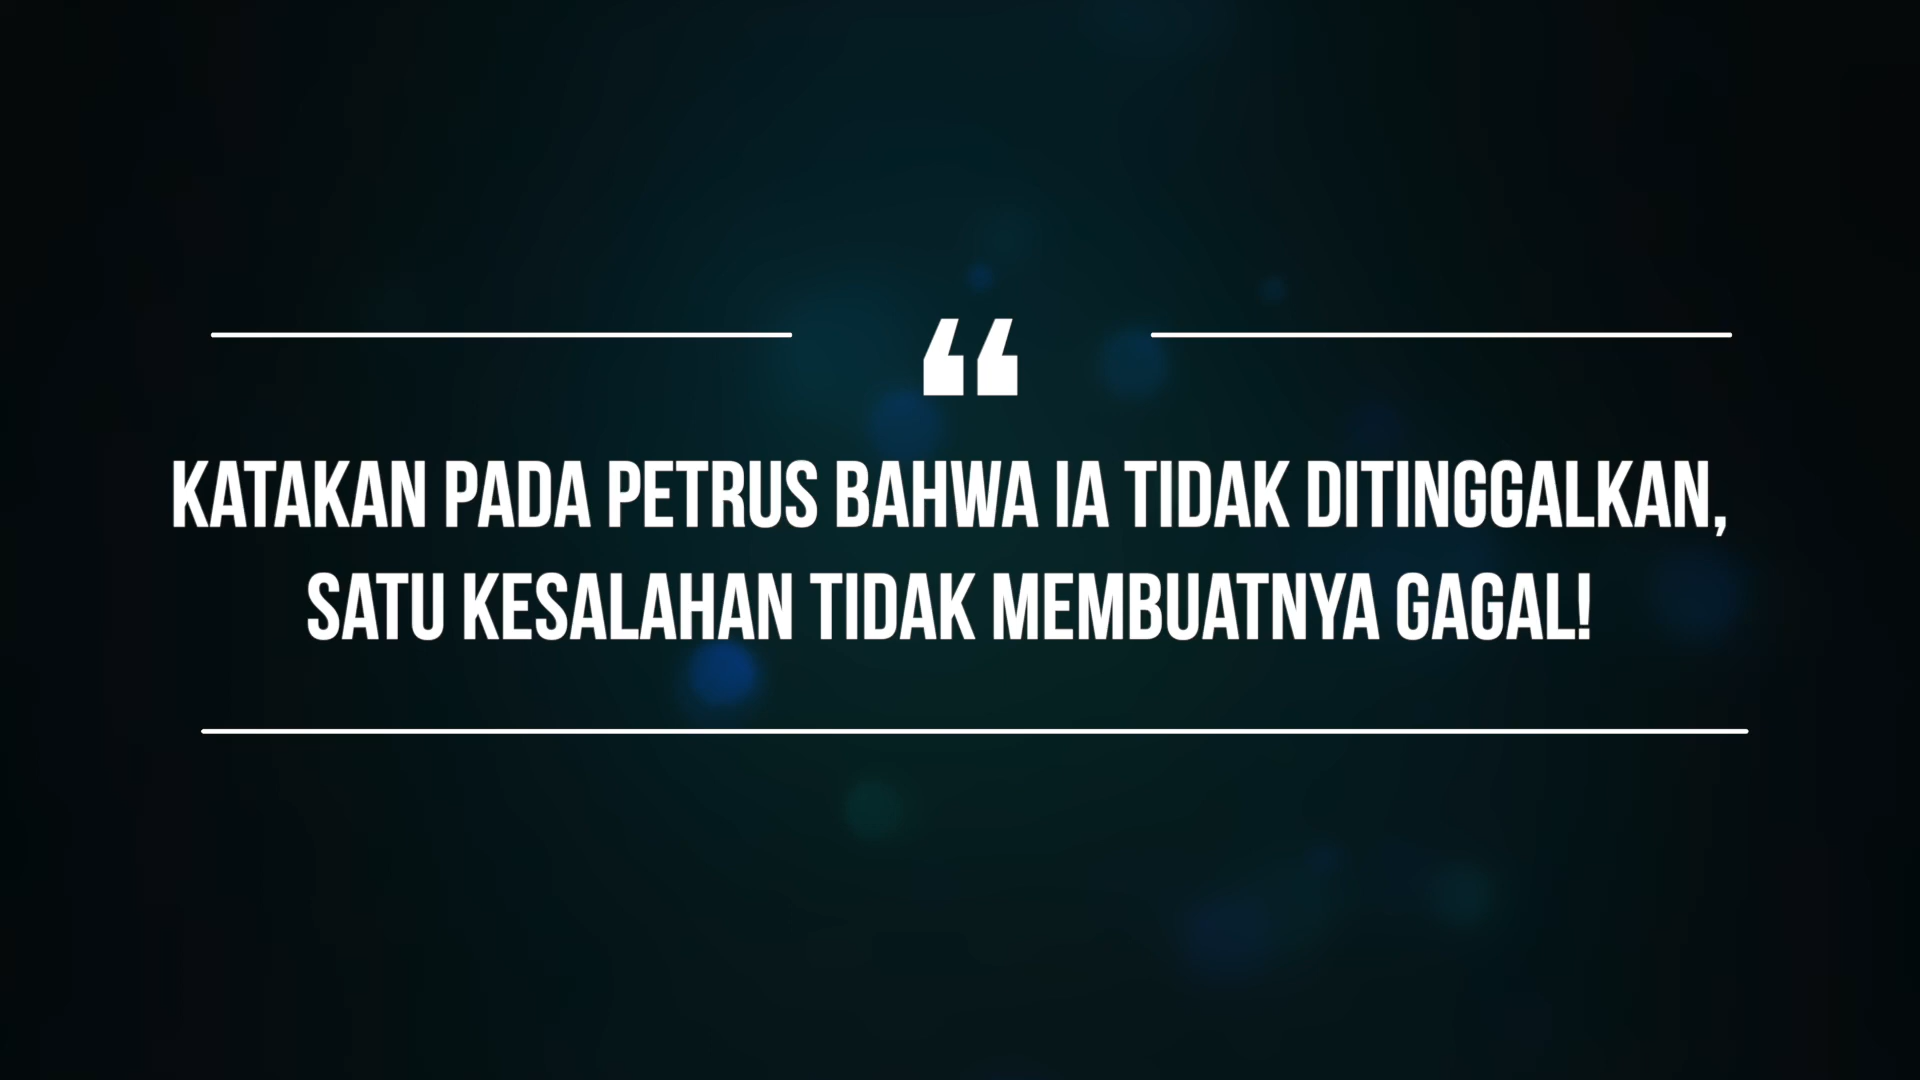 “
KATAKAN PADA PETRUS BAHWA IA TIDAK DITINGGALKAN,
SATU KESALAHAN TIDAK MEMBUATNYA GAGAL!